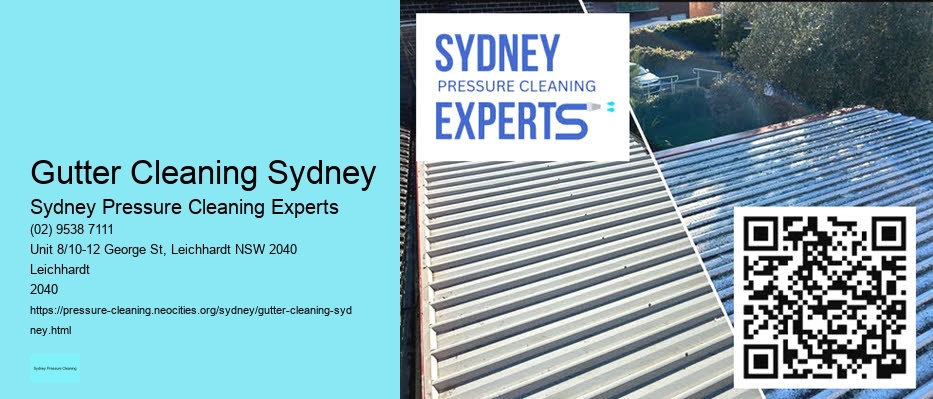 Gutter Cleaning Sydney
Sydney Pressure Cleaning Experts
(02) 9538 7111
Unit 8/10-12 George St, Leichhardt NSW 2040
Leichhardt
2040
https://pressure-cleaning.neocities.org/sydney/gutter-cleaning-syd
ney.html
Sydney Pressure Cleaning
SYDNEY
PRESSURE CLEANING
EXPERTS